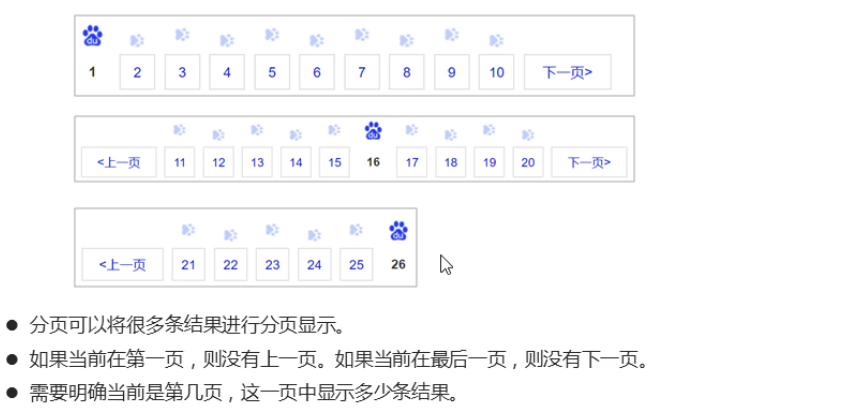 du
1 2 3 4 5 6 7 8 9 10 下一页>
du
<上一页 11 12 13 14 15 16 17 18 19 20 下一页>
du
<上一页 21 22 23 24 25 26
● 分页可以将很多条结果进行分页显示。
● 如果当前在第一页，则没有上一页。如果当前在最后一页，则没有下一页。
● 需要明确当前是第几页，这一页中显示多少条结果。